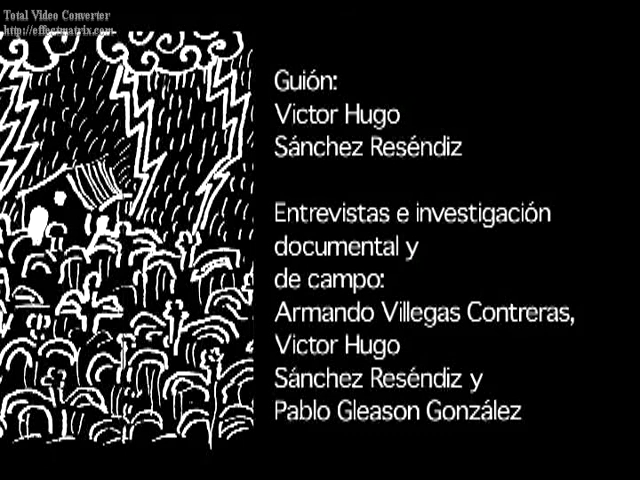 Total Video Converter
http://effectmatrix.com
Guión:
Victor Hugo
Sánchez Reséndiz
Entrevistas e investigación
documental y
de campo:
Armando Villegas Contreras,
Victor Hugo
Sánchez Reséndiz y
Pablo Gleason González